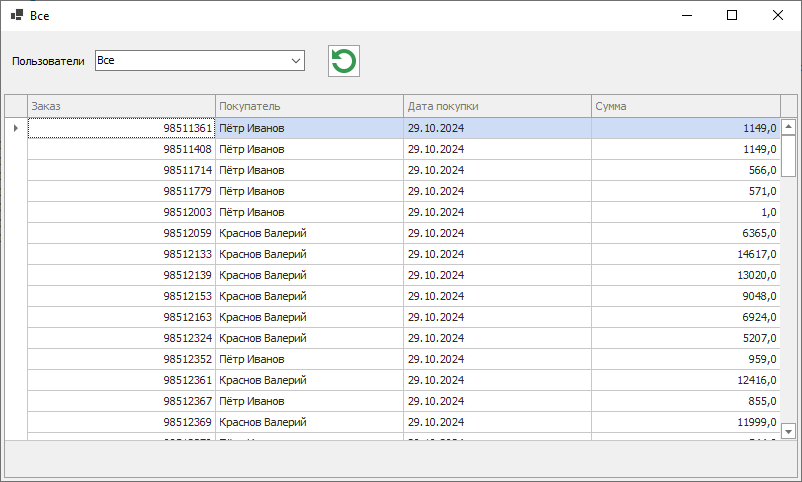 Все
Пользователи Все
Заказ Покупатель Дата покупки Сумма
98511361 Пётр Иванов 29.10.2024 1149,0
98511408 Пётр Иванов 29.10.2024 1149,0
98511714 Пётр Иванов 29.10.2024 566,0
98511779 Пётр Иванов 29.10.2024 571,0
98512003 Пётр Иванов 29.10.2024 1,0
98512059 Краснов Валерий 29.10.2024 6365,0
98512133 Краснов Валерий 29.10.2024 14617,0
98512139 Краснов Валерий 29.10.2024 13020,0
98512153 Краснов Валерий 29.10.2024 9048,0
98512163 Краснов Валерий 29.10.2024 6924,0
98512324 Краснов Валерий 29.10.2024 5207,0
98512352 Пётр Иванов 29.10.2024 959,0
98512361 Краснов Валерий 29.10.2024 12416,0
98512367 Пётр Иванов 29.10.2024 855,0
98512369 Краснов Валерий 29.10.2024 11999,0